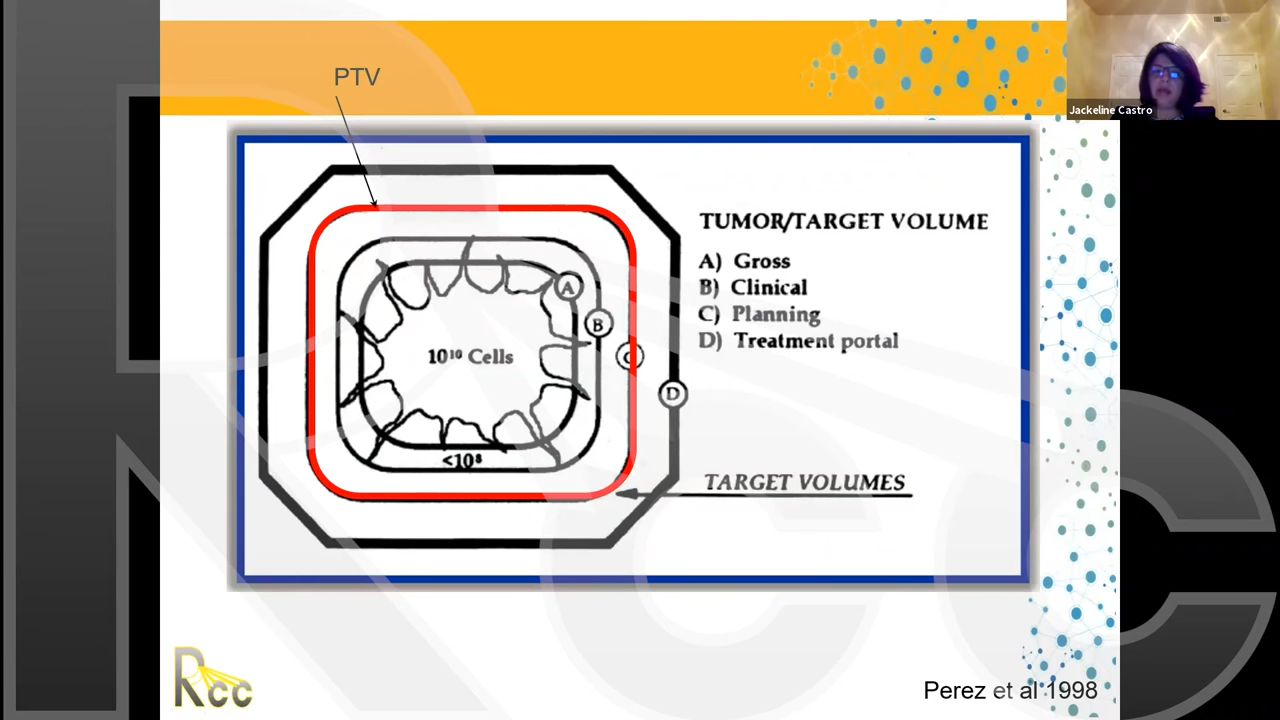 PTV
Jackeline Castro
TUMOR/TARGET VOLUME
A) Gross
B) Clinical
C) Planning
D) Treatment portal
A
B
C
D
10¹⁰ Cells
<10⁸
TARGET VOLUMES
Rcc
Perez et al 1998